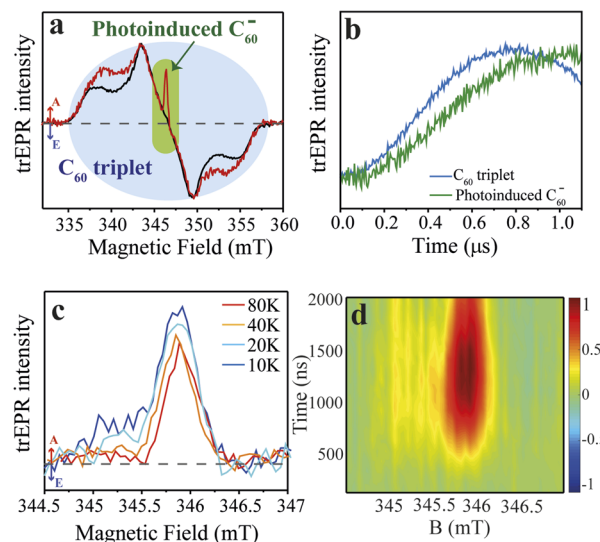 a
Photoinduced C60−
trEPR intensity
A
E
C60 triplet
335 340 345 350 355 360
Magnetic Field (mT)
b
trEPR intensity
C60 triplet
Photoinduced C60−
0.0 0.2 0.4 0.6 0.8 1.0
Time (μs)
c
80K
40K
20K
10K
trEPR intensity
A
E
344.5 345 345.5 346 346.5 347
Magnetic Field (mT)
d
2000
1500
1000
500
Time (ns)
345 345.5 346 346.5
B (mT)
1
0.5
0
-0.5
-1